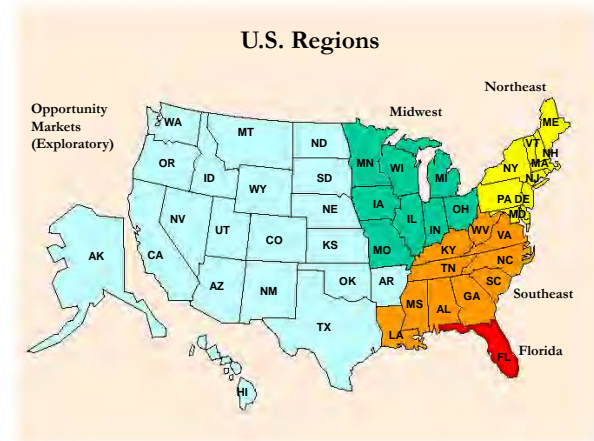 U.S. Regions
Northeast
Opportunity
Markets
(Exploratory)
Midwest
WA
MT
ND
ME
OR
ID
MN
WI
MI
VT
NH
MA
NY
NJ
SD
WY
NE
IA
IL
IN
OH
PA
DE
MD
NV
UT
CO
KS
MO
KY
WV
VA
AK
CA
AZ
NM
OK
AR
TN
NC
SC
Southeast
TX
MS
AL
GA
LA
FL
Florida
HI